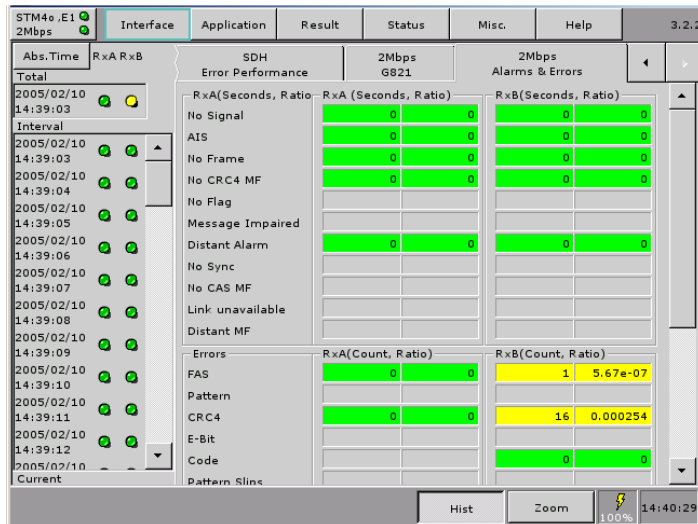 STM4o ,E1
2Mbps
Interface
Application
Result
Status
Misc.
Help
3.2.2
Abs.Time
RxA RxB
SDH
Error Performance
2Mbps
G821
2Mbps
Alarms & Errors
Total
2005/02/10
14:39:03
Interval
2005/02/10
14:39:03
2005/02/10
14:39:04
2005/02/10
14:39:05
2005/02/10
14:39:06
2005/02/10
14:39:07
2005/02/10
14:39:08
2005/02/10
14:39:09
2005/02/10
14:39:10
2005/02/10
14:39:11
2005/02/10
14:39:12
2005/02/10
Current
RxA(Seconds, Ratio RxA (Seconds, Ratio) RxB(Seconds, Ratio)
No Signal 0 0 0 0
AIS 0 0 0 0
No Frame 0 0 0 0
No CRC4 MF 0 0 0 0
No Flag
Message Impaired
Distant Alarm 0 0 0 0
No Sync
No CAS MF
Link unavailable
Distant MF
Errors RxA(Count, Ratio) RxB(Count, Ratio)
FAS 0 0 1 5.67e-07
Pattern
CRC4 0 0 16 0.000254
E-Bit
Code 0 0
Pattern Slips
Hist
Zoom
100%
14:40:29